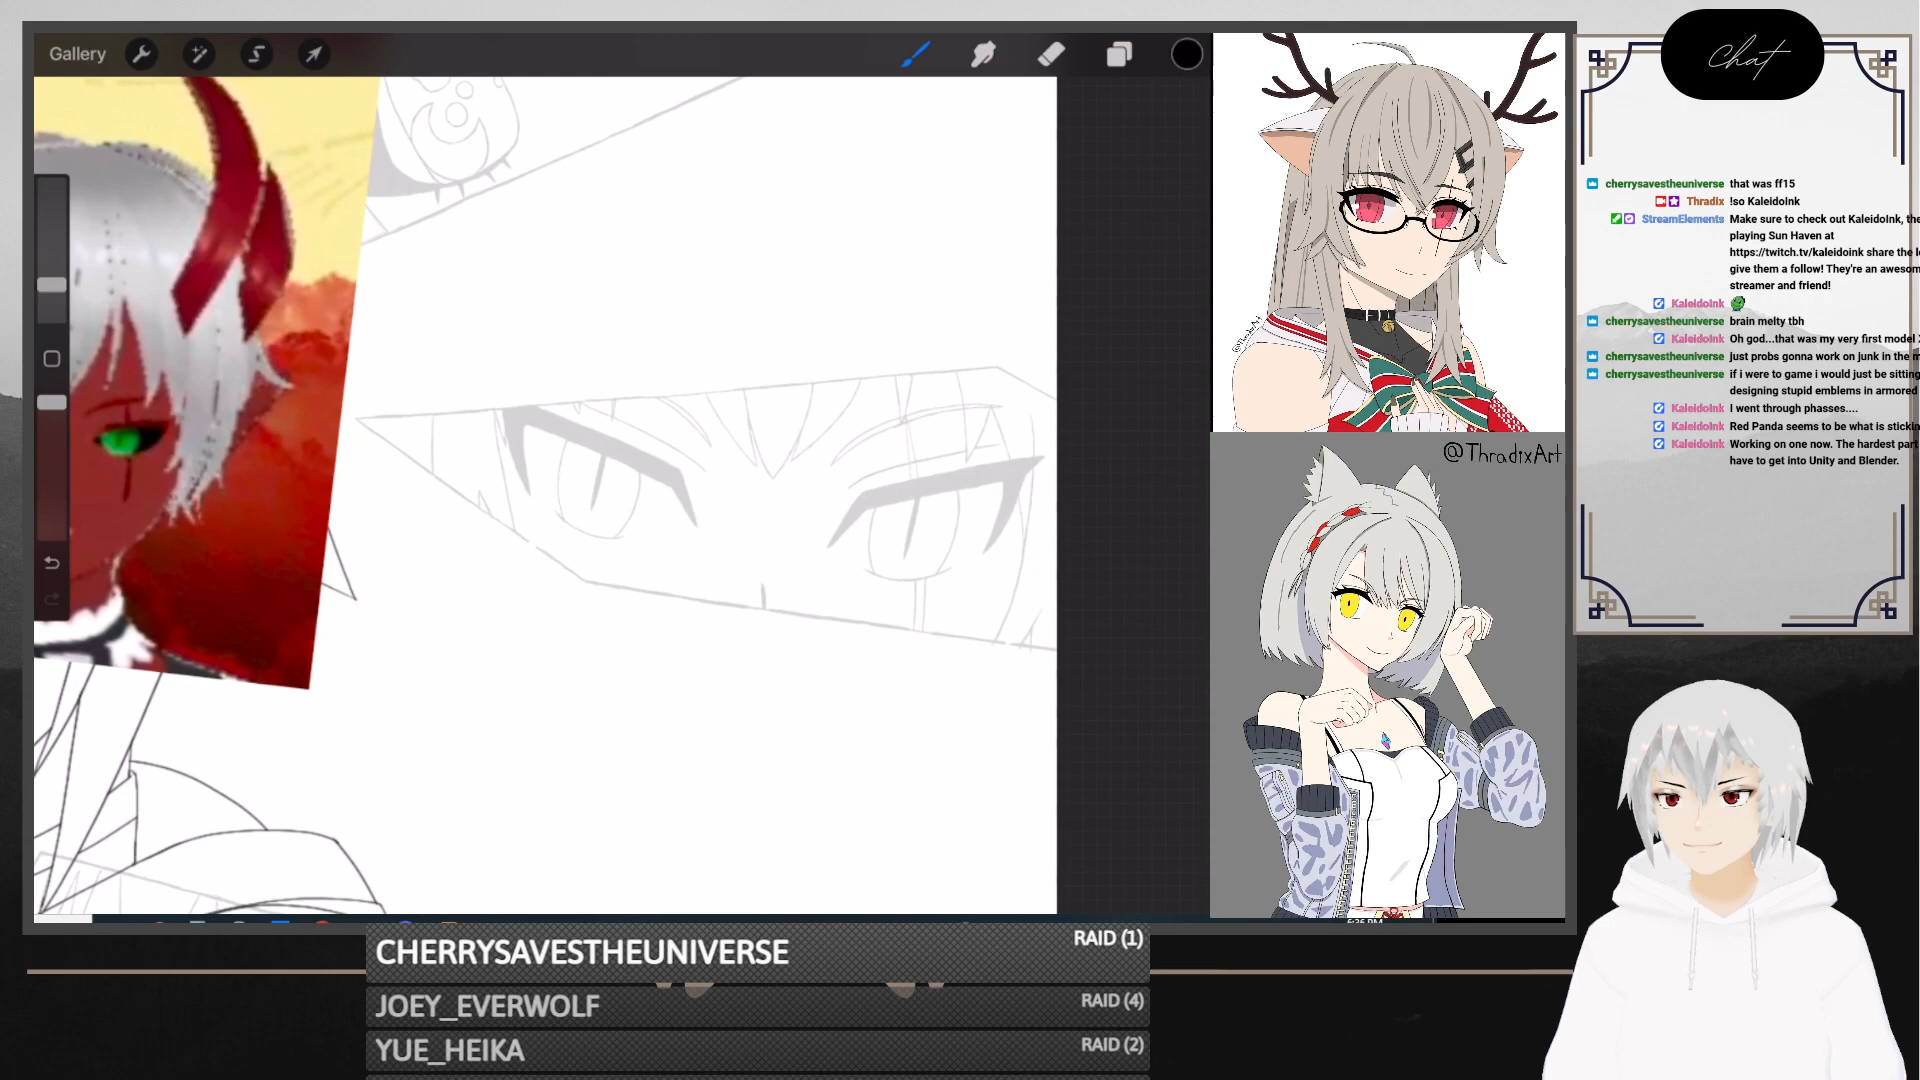 Gallery
@ThradixArt
@ThradixArt
Chat
cherrysavestheuniverse that was ff15
Thradix !so KaleidoInk
StreamElements Make sure to check out KaleidoInk, the
playing Sun Haven at
https://twitch.tv/kaleidoink share the l
give them a follow! They're an awesom
streamer and friend!
KaleidoInk
cherrysavestheuniverse brain melty tbh
KaleidoInk Oh god...that was my very first model
cherrysavestheuniverse just probs gonna work on junk in the m
cherrysavestheuniverse if i were to game i would just be sitting
designing stupid emblems in armored
KaleidoInk I went through phasses....
KaleidoInk Red Panda seems to be what is stickin
KaleidoInk Working on one now. The hardest part
have to get into Unity and Blender.
6:36 PM
CHERRYSAVESTHEUNIVERSE RAID (1)
JOEY_EVERWOLF RAID (4)
YUE_HEIKA RAID (2)